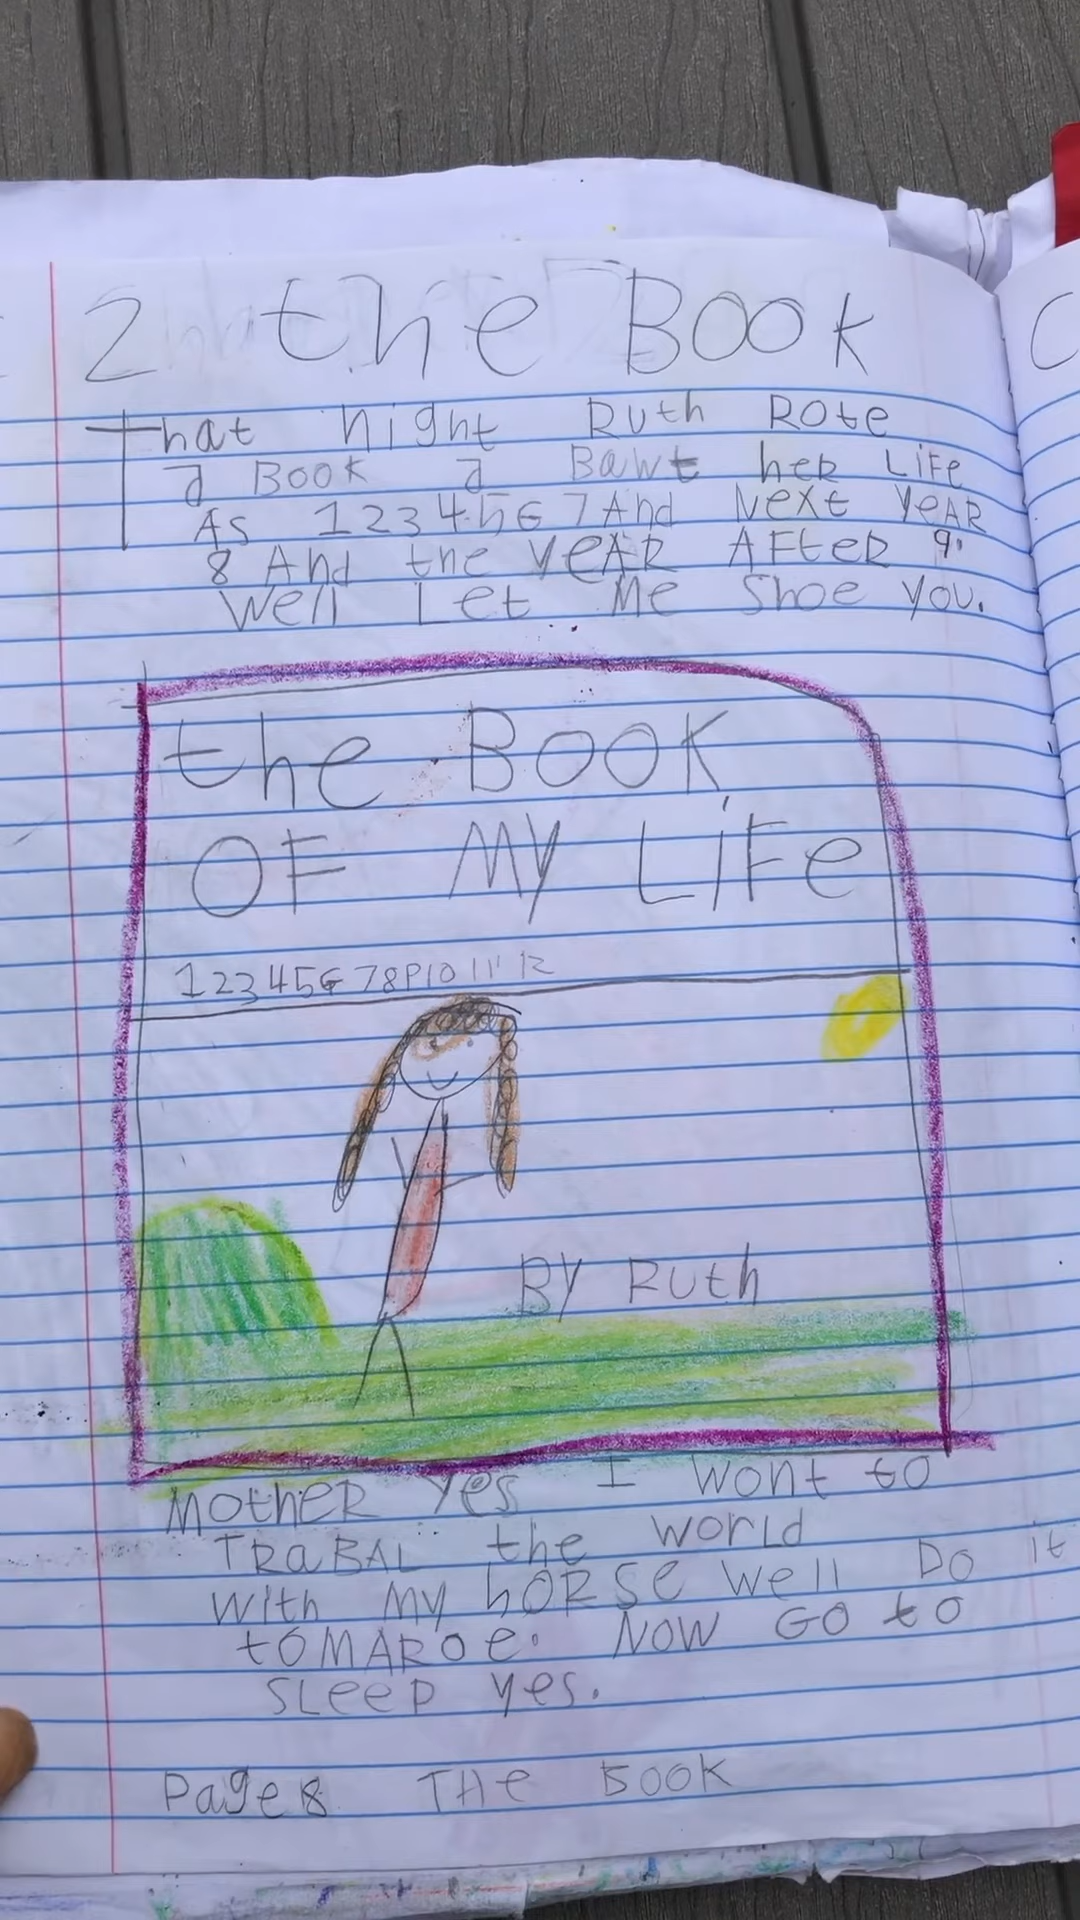 2 the Book
That night Ruth Rote
a Book a Bawt heR LiFe
As 1234567 And Next YeAR
8 And the YeAR AFteR 9.
Well Let Me Shoe you.
the Book
OF My LiFe
123456789101112
By Ruth
MotheR yes I wont to
TRaBAL the world
with My hORSe well Do it
toMARoe. Now Go to
SLeeP yes.
Page 8 THe Book